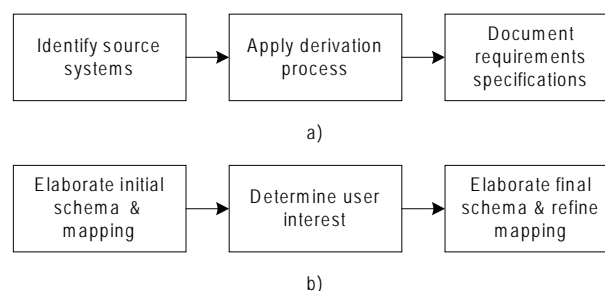 Identify source
systems
Apply derivation
process
Document
requirements
specifications
a)
Elaborate initial
schema &
mapping
Determine user
interest
Elaborate final
schema & refine
mapping
b)